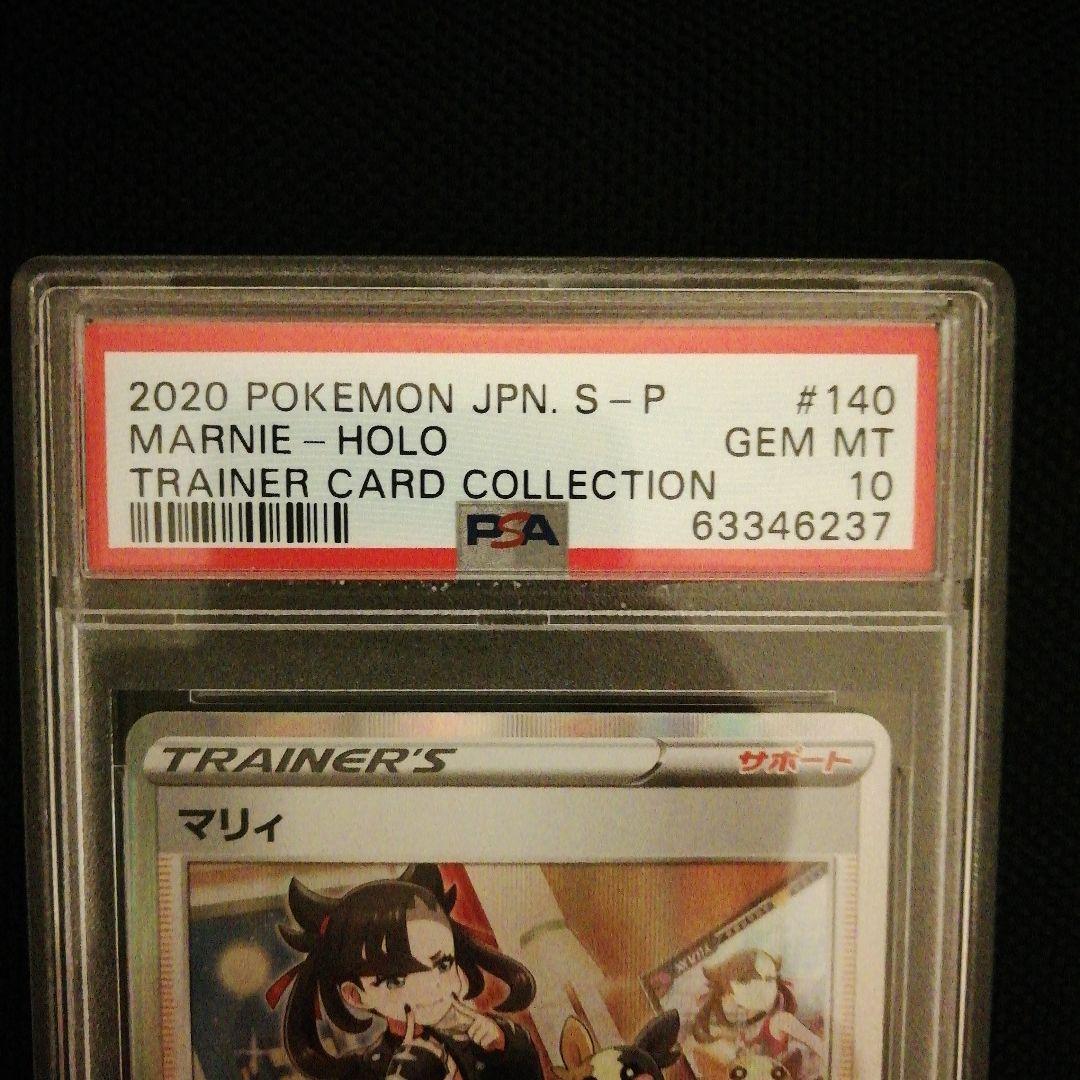 2020 POKEMON JPN. S-P #140
MARNIE-HOLO GEM MT
TRAINER CARD COLLECTION 10
PSA 63346237
TRAINER'S サポート
マリィ